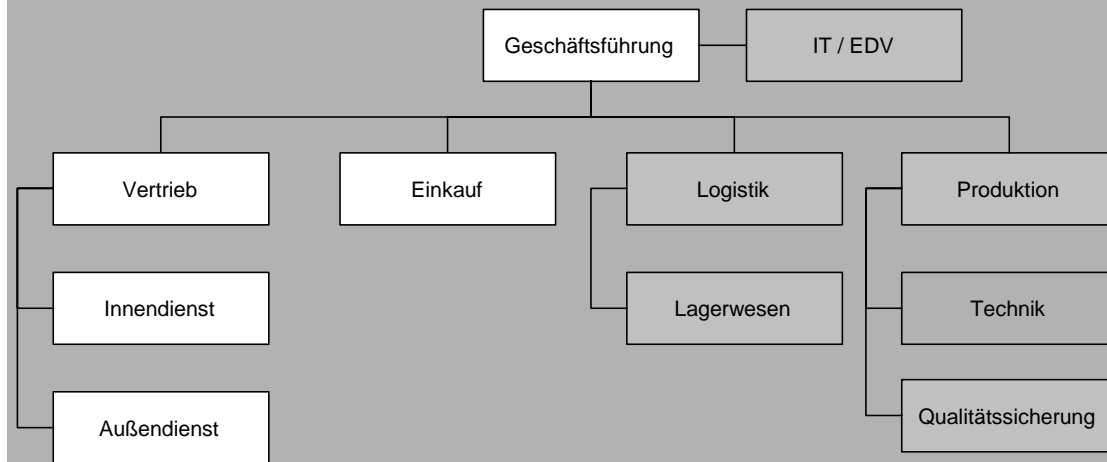 Geschäftsführung
IT / EDV
Vertrieb
Einkauf
Logistik
Produktion
Innendienst
Lagerwesen
Technik
Außendienst
Qualitätssicherung